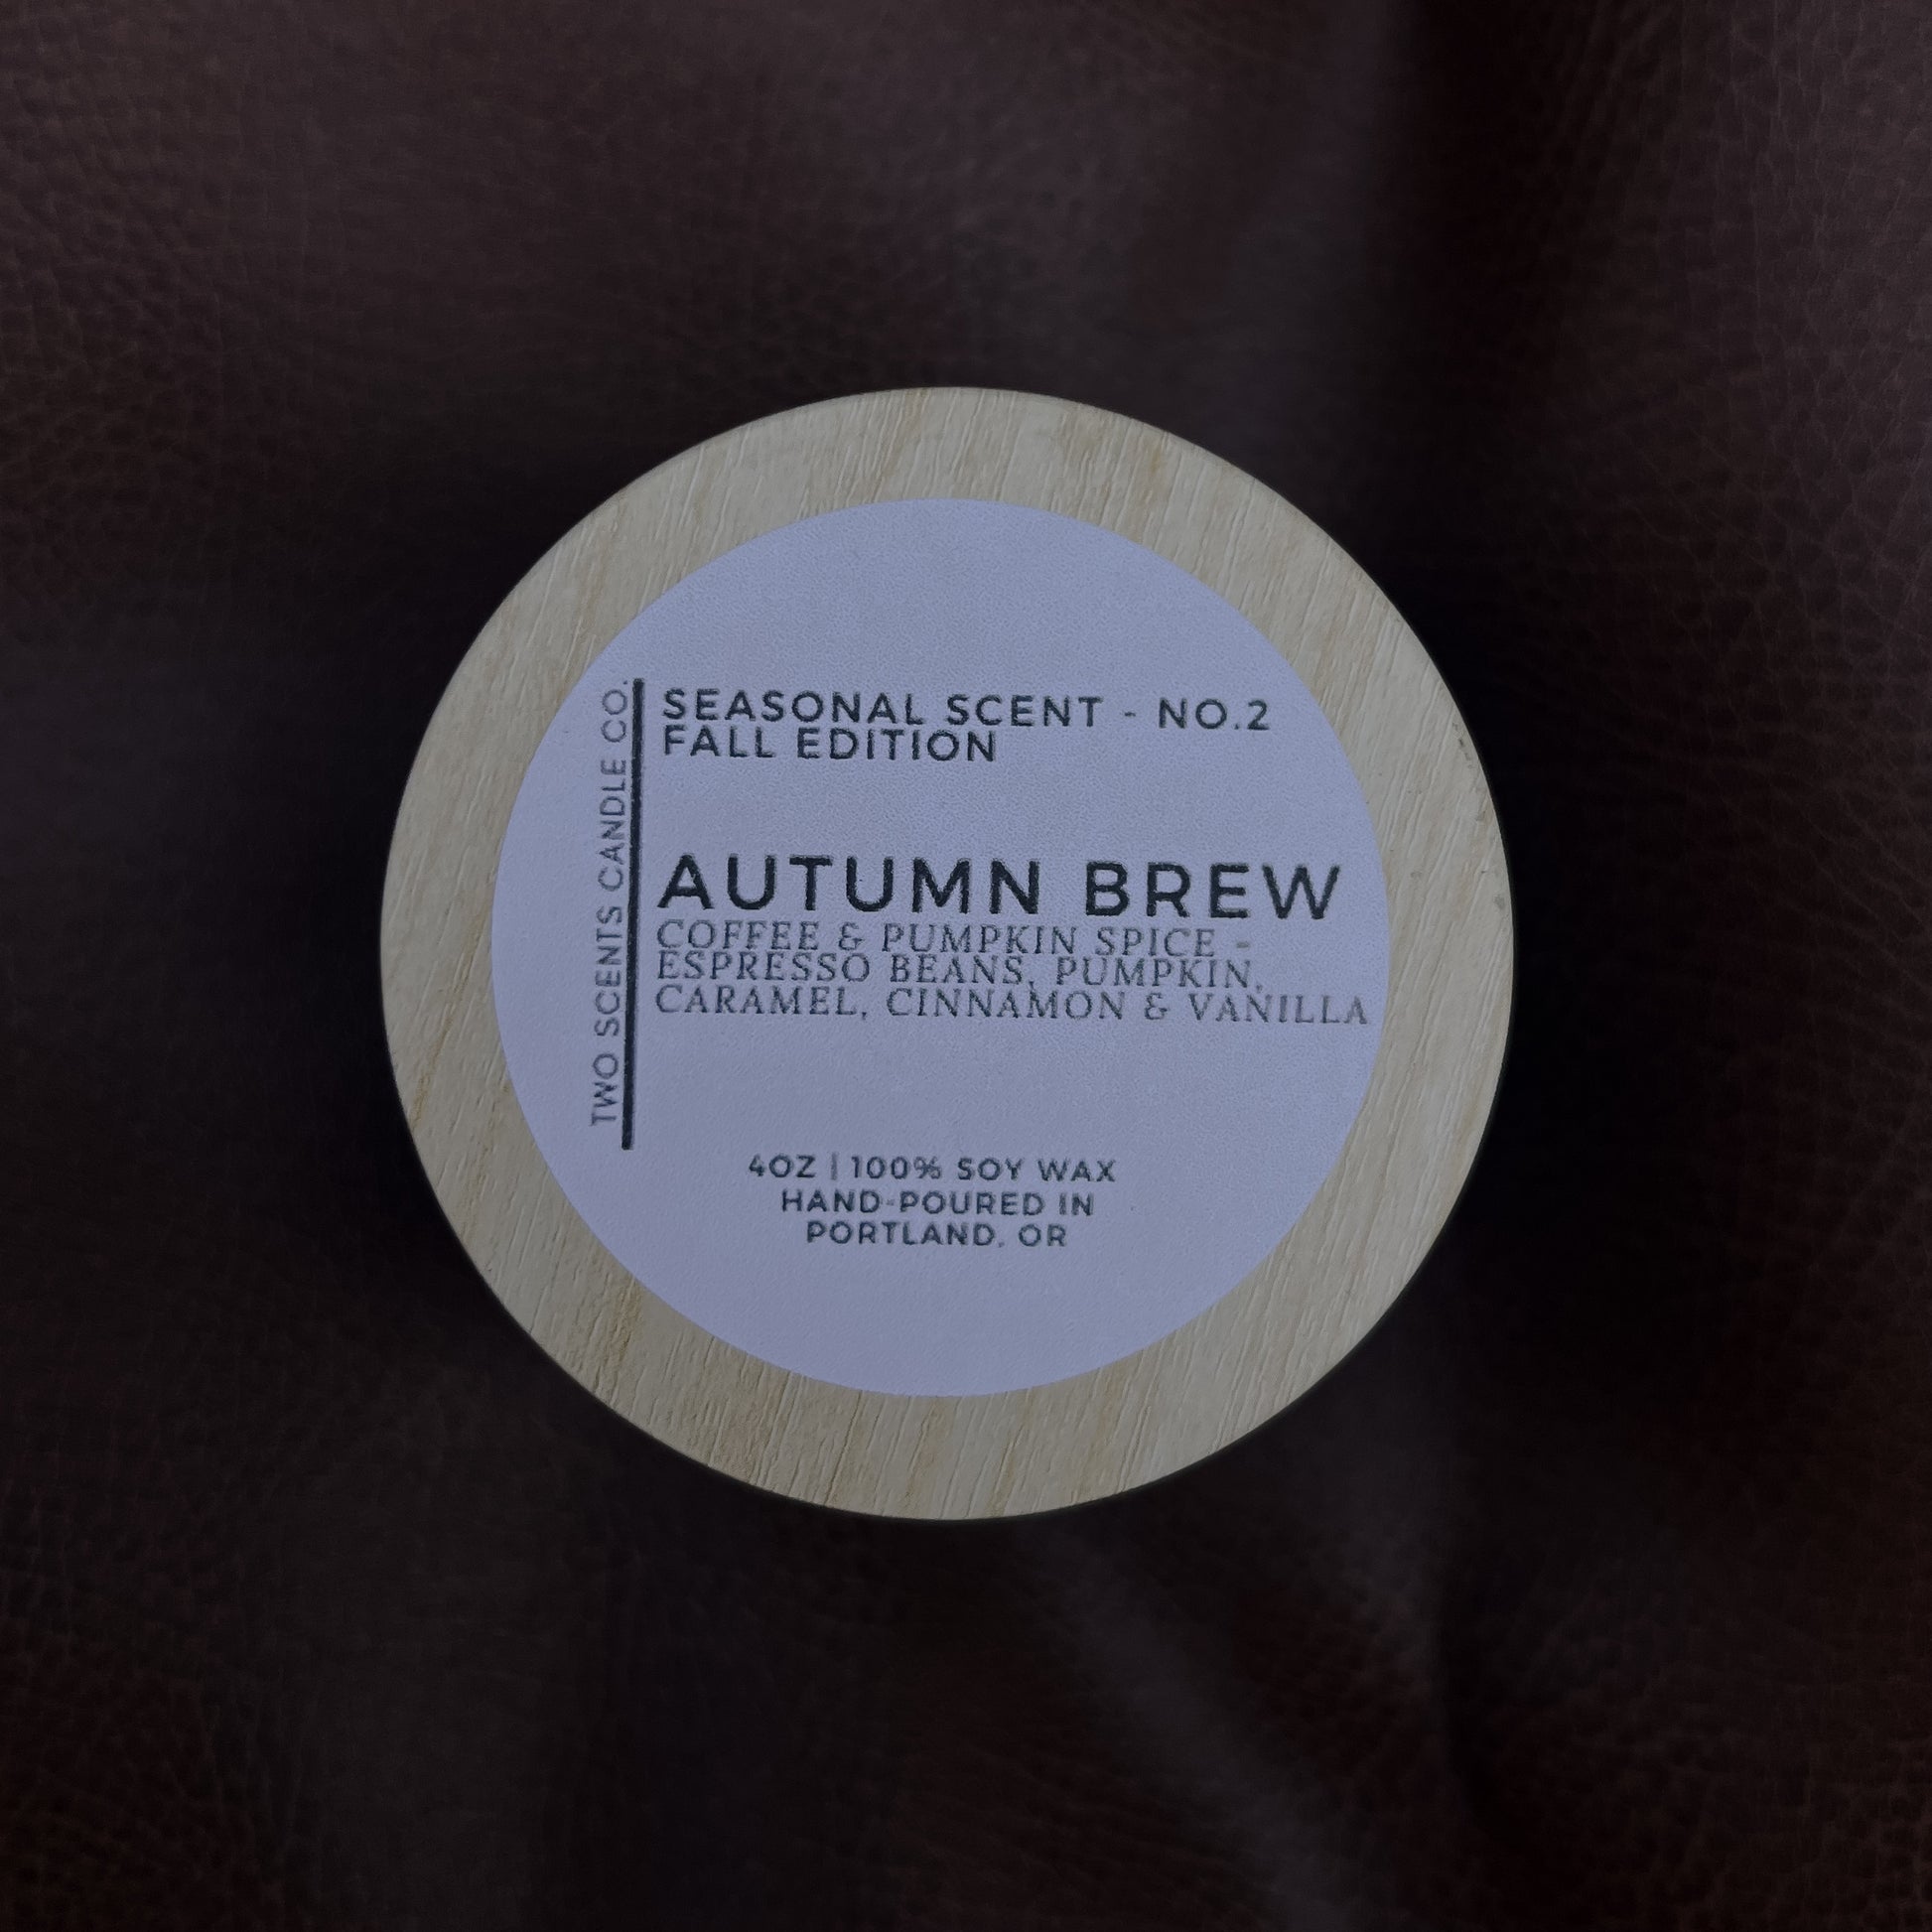 TWO SCENTS CANDLE CO.
SEASONAL SCENT - NO.2
FALL EDITION
AUTUMN BREW
COFFEE & PUMPKIN SPICE -
ESPRESSO BEANS, PUMPKIN,
CARAMEL, CINNAMON & VANILLA
4OZ | 100% SOY WAX
HAND-POURED IN
PORTLAND, OR